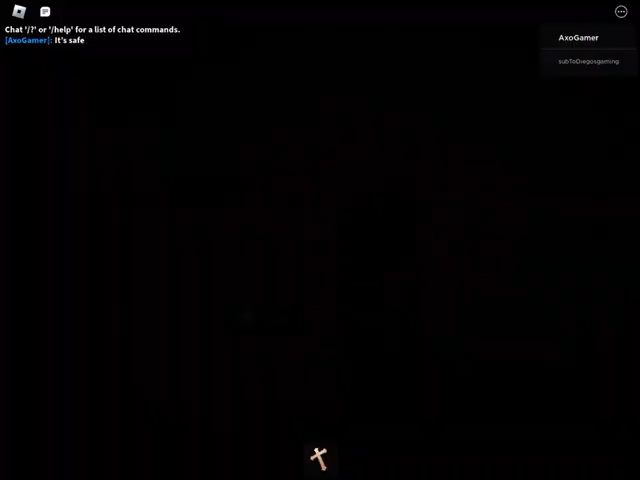 Chat '/?' or '/help' for a list of chat commands.
[AxoGamer]: It's safe
AxoGamer
subToDiegosgaming